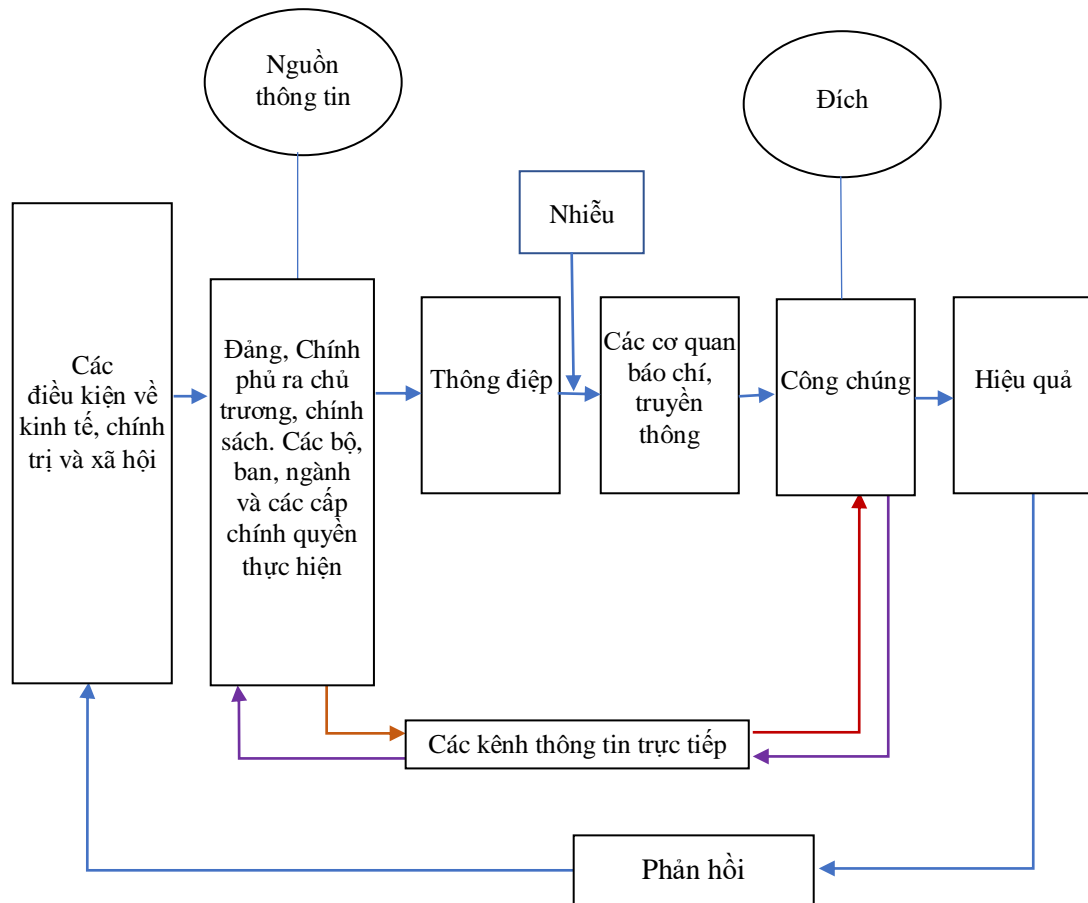 Nguồn
thông tin
Đích
Nhiễu
Các
điều kiện về
kinh tế, chính
trị và xã hội
Đảng, Chính
phủ ra chủ
trương, chính
sách. Các bộ,
ban, ngành
và các cấp
chính quyền
thực hiện
Thông điệp
Các cơ quan
báo chí,
truyền
thông
Công chúng
Hiệu quả
Các kênh thông tin trực tiếp
Phản hồi